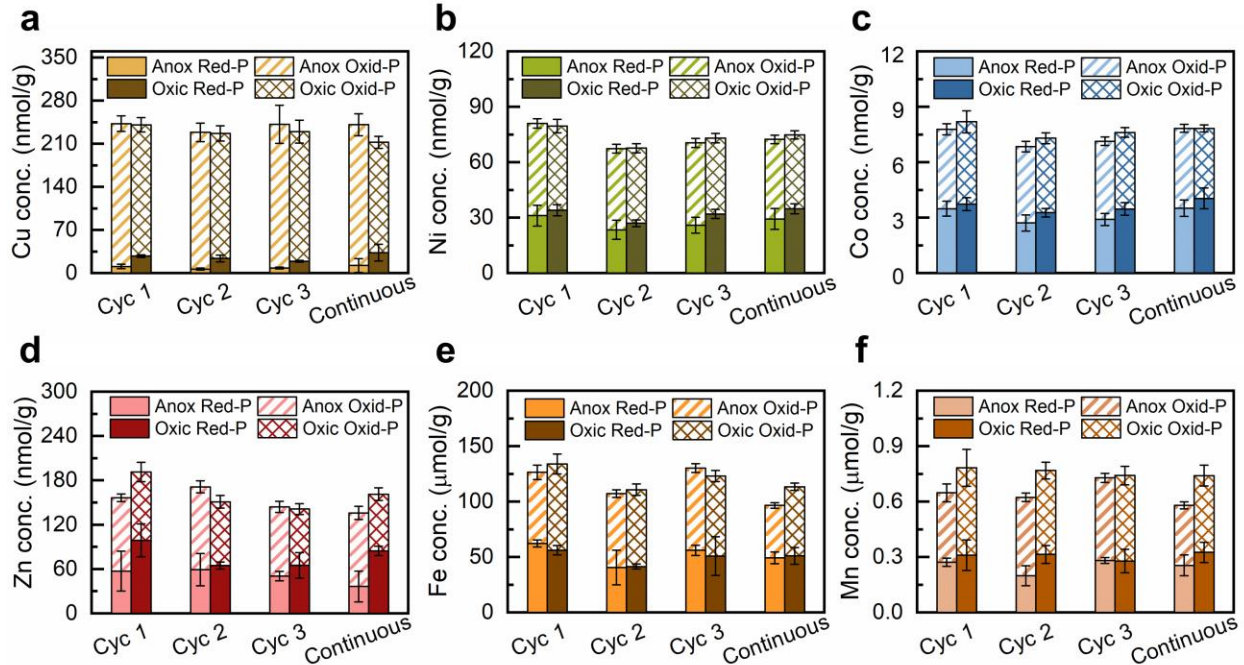 a
Cu conc. (nmol/g)
350
280
210
140
70
0
Anox Red-P
Anox Oxid-P
Oxic Red-P
Oxic Oxid-P
Cyc 1
Cyc 2
Cyc 3
Continuous
b
Ni conc. (nmol/g)
120
90
60
30
0
Anox Red-P
Anox Oxid-P
Oxic Red-P
Oxic Oxid-P
Cyc 1
Cyc 2
Cyc 3
Continuous
c
Co conc. (nmol/g)
12
9
6
3
0
Anox Red-P
Anox Oxid-P
Oxic Red-P
Oxic Oxid-P
Cyc 1
Cyc 2
Cyc 3
Continuous
d
Zn conc. (nmol/g)
300
240
180
120
60
0
Anox Red-P
Anox Oxid-P
Oxic Red-P
Oxic Oxid-P
Cyc 1
Cyc 2
Cyc 3
Continuous
e
Fe conc. (μmol/g)
200
150
100
50
0
Anox Red-P
Anox Oxid-P
Oxic Red-P
Oxic Oxid-P
Cyc 1
Cyc 2
Cyc 3
Continuous
f
Mn conc. (μmol/g)
1.2
0.9
0.6
0.3
0.0
Anox Red-P
Anox Oxid-P
Oxic Red-P
Oxic Oxid-P
Cyc 1
Cyc 2
Cyc 3
Continuous